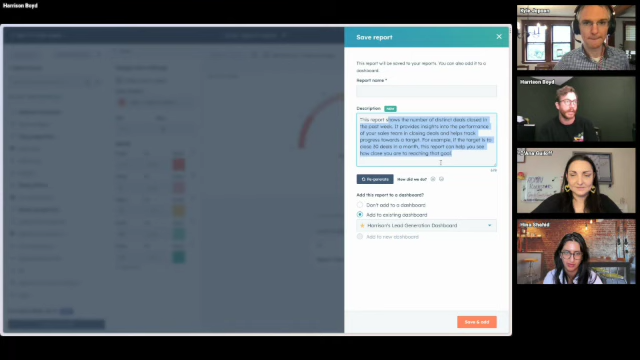 Harrison Boyd
Save report
This report will be saved to your reports. You can also add it to a
dashboard.
Report name *
Description
This report shows the number of distinct deals closed in
the past week. It provides insights into the performance
of your sales team in closing deals and helps track
progress towards a target. For example, if the target is to
close 30 deals in a month, this report can help you see
how close you are to reaching that goal.
How did we do?
Add this report to a dashboard?
Don't add to a dashboard
Add to existing dashboard
Harrison's Lead Generation Dashboard
Add to new dashboard
Save & add
Kyle Jepson
Harrison Boyd